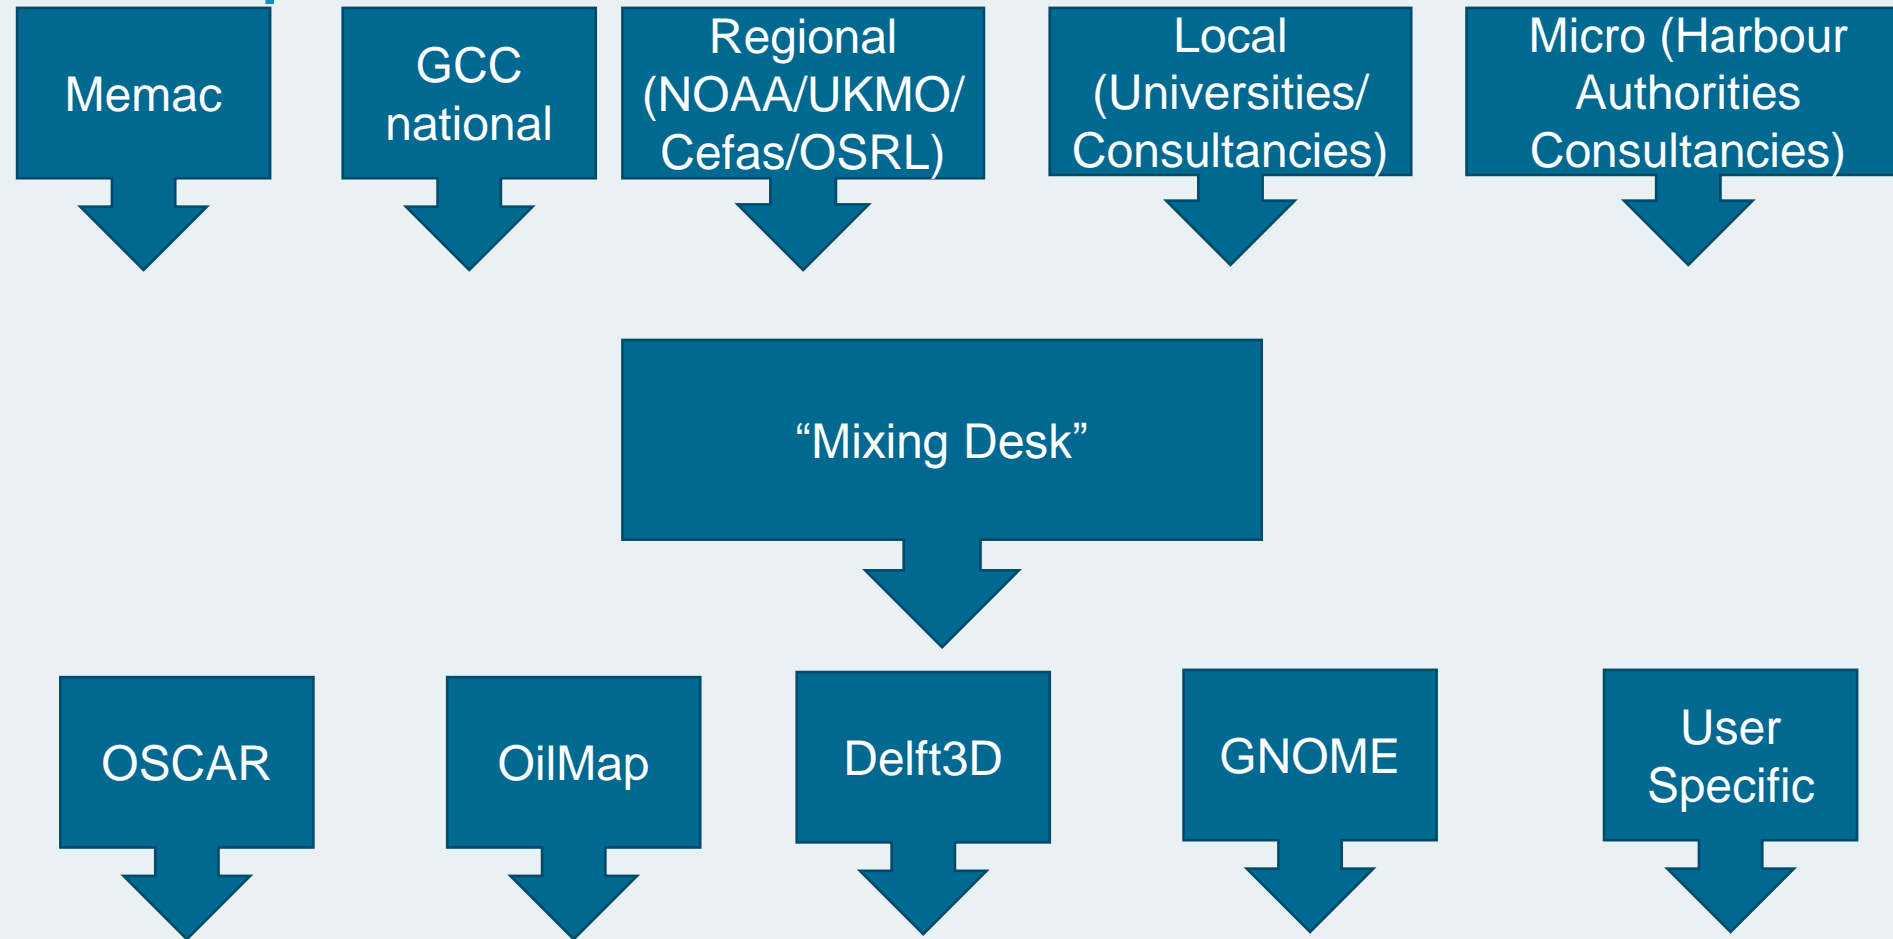 Memac
GCC
national
Regional
(NOAA/UKMO/
Cefas/OSRL)
Local
(Universities/
Consultancies)
Micro (Harbour
Authorities
Consultancies)
“Mixing Desk”
OSCAR
OilMap
Delft3D
GNOME
User
Specific